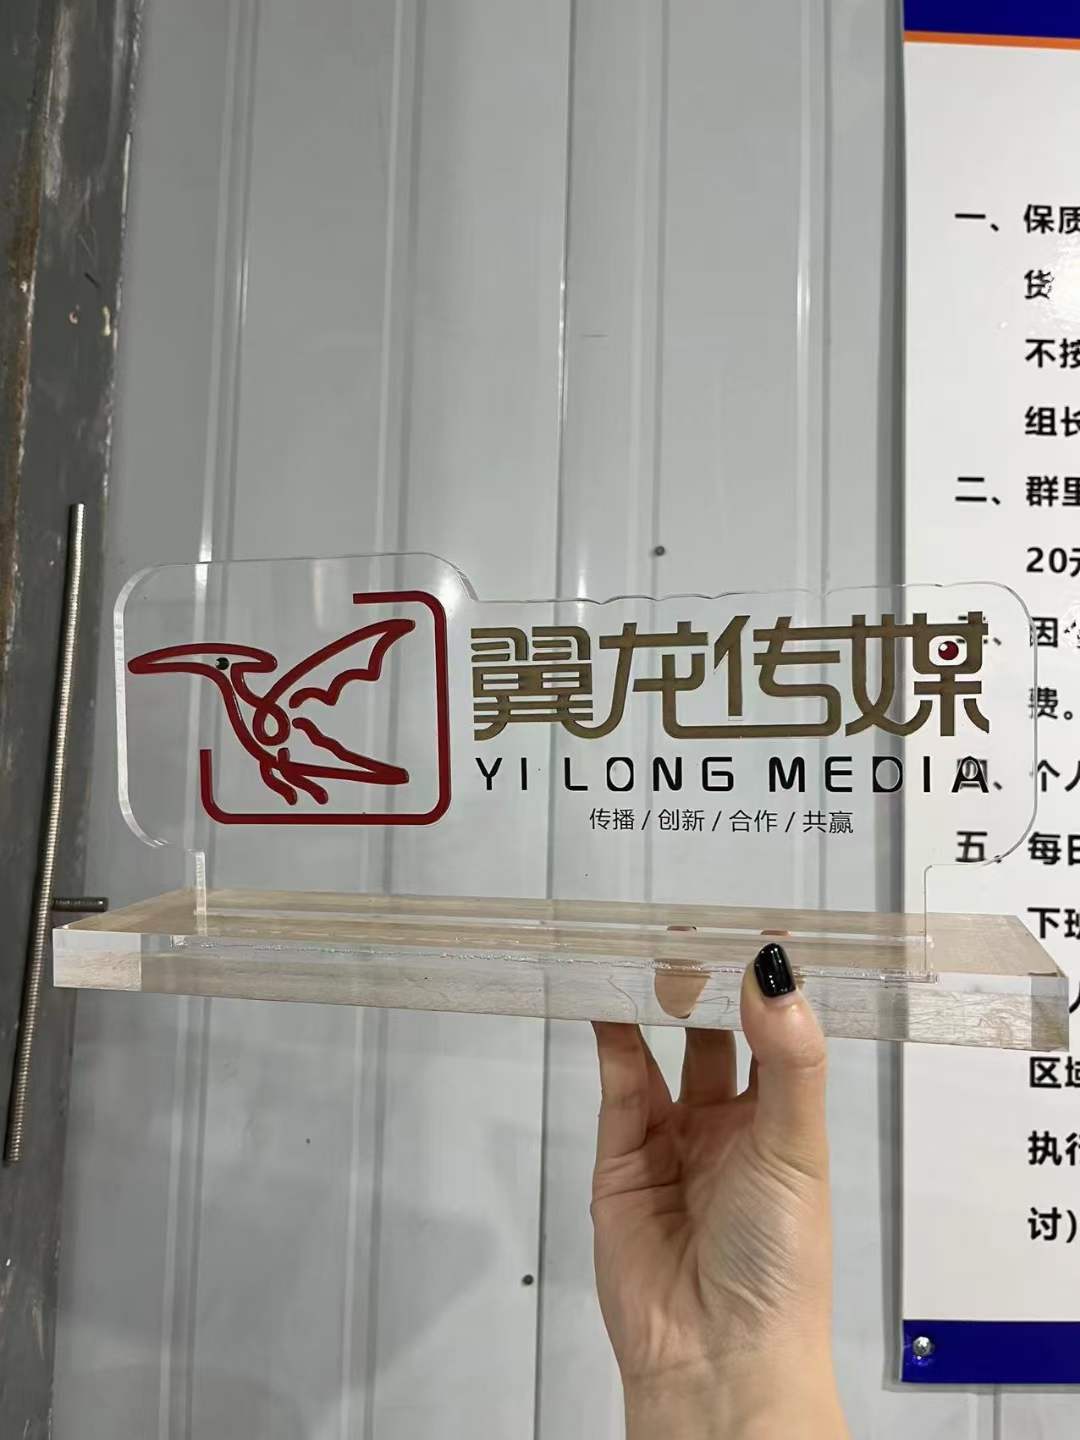 翼龙传媒
YI LONG MEDIA
传播 / 创新 / 合作 / 共赢
一、保质
货
不按
组长
二、群里
20元
因
费。
个人
五、每日
下班
人
区域
执行
讨)